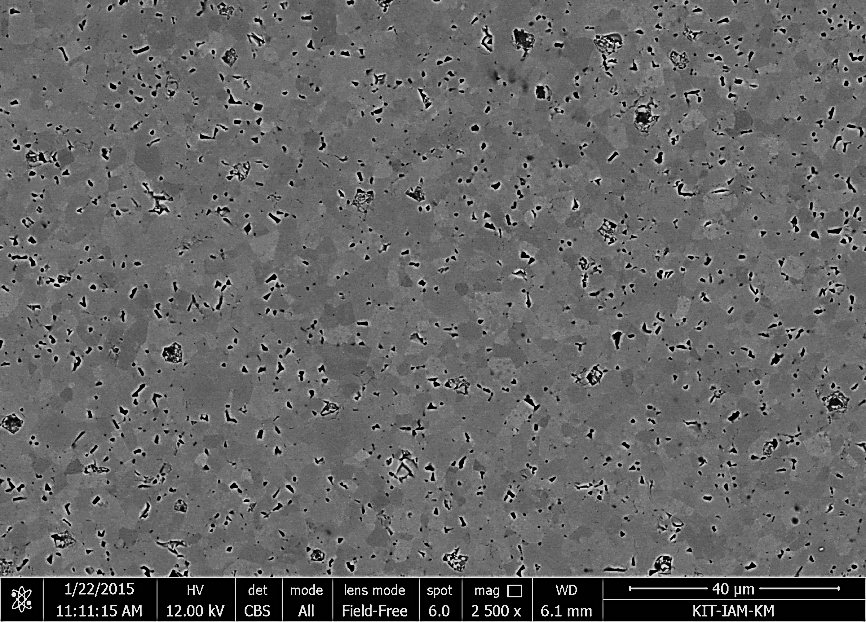 1/22/2015 HV det mode lens mode spot mag WD 40 µm
11:11:15 AM 12.00 kV CBS All Field-Free 6.0 2 500 x 6.1 mm KIT-IAM-KM